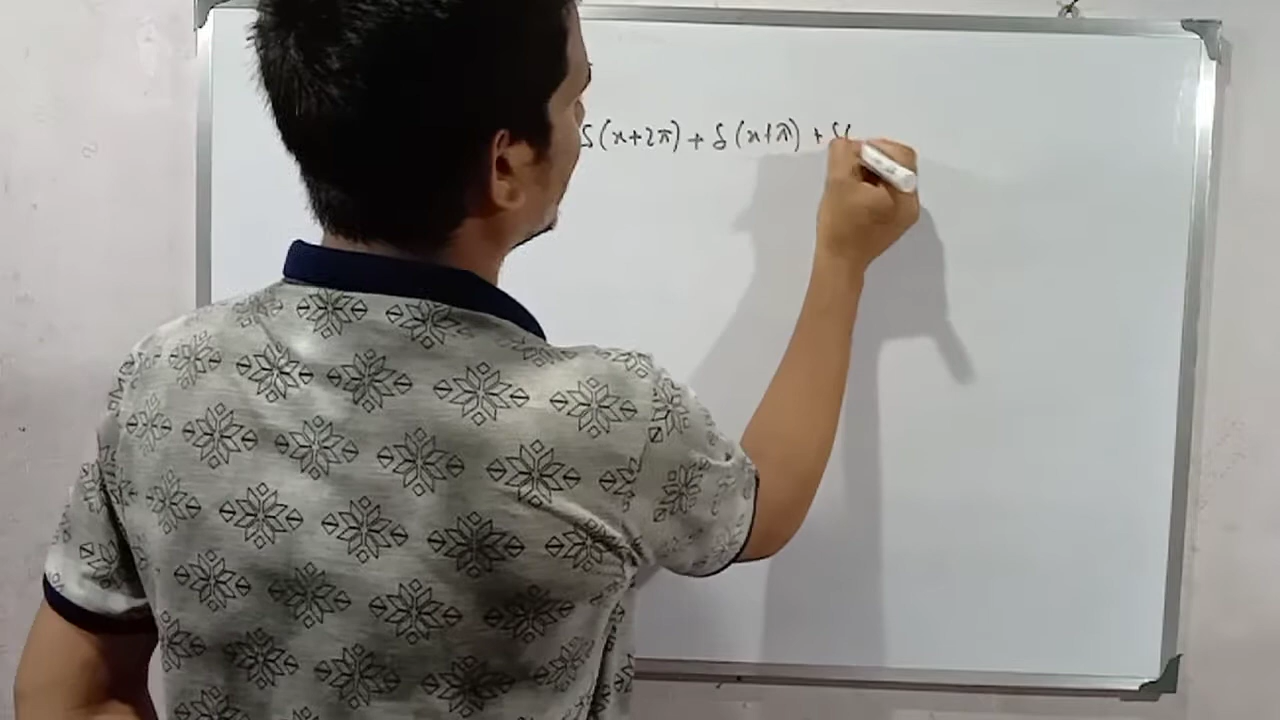 δ(x+2π) + δ(x+π) + δ(